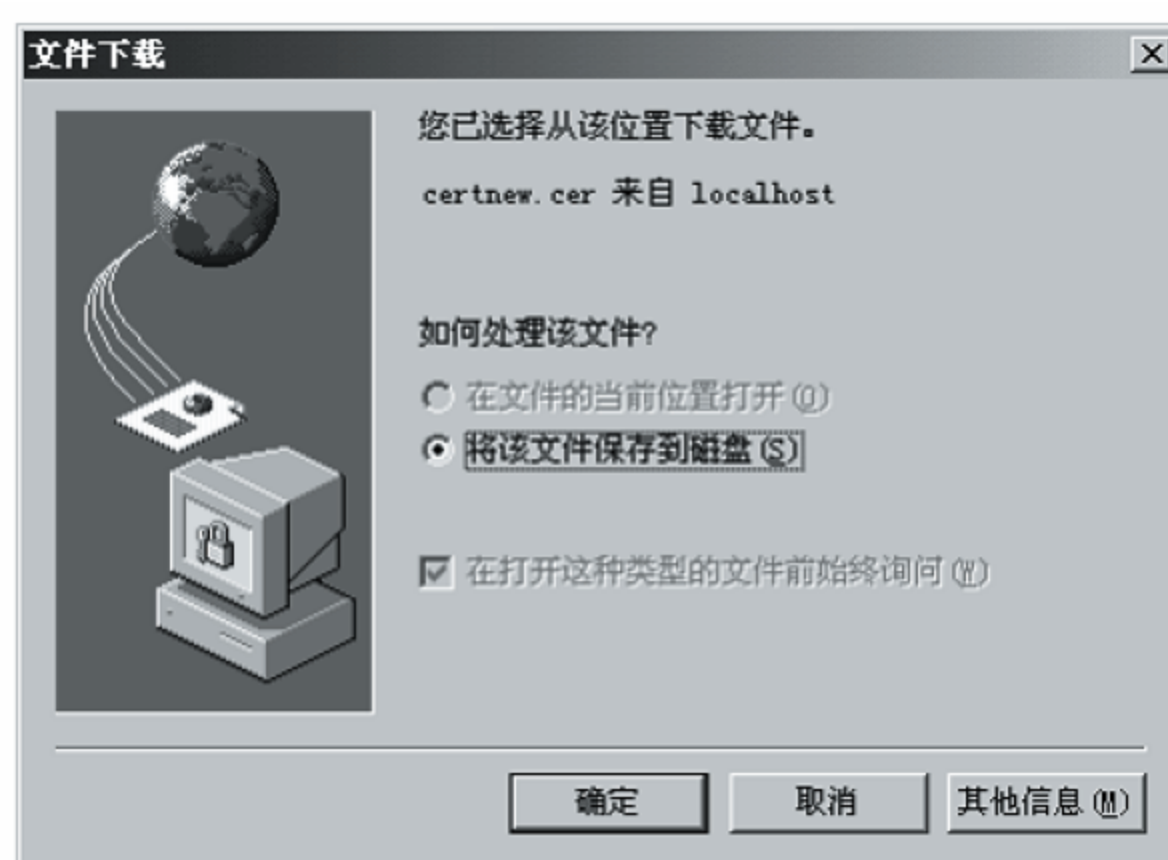 文件下载
您已选择从该位置下载文件。
certnew.cer 来自 localhost
如何处理该文件?
在文件的当前位置打开(O)
将该文件保存到磁盘(S)
在打开这种类型的文件前始终询问(W)
确定
取消
其他信息(M)